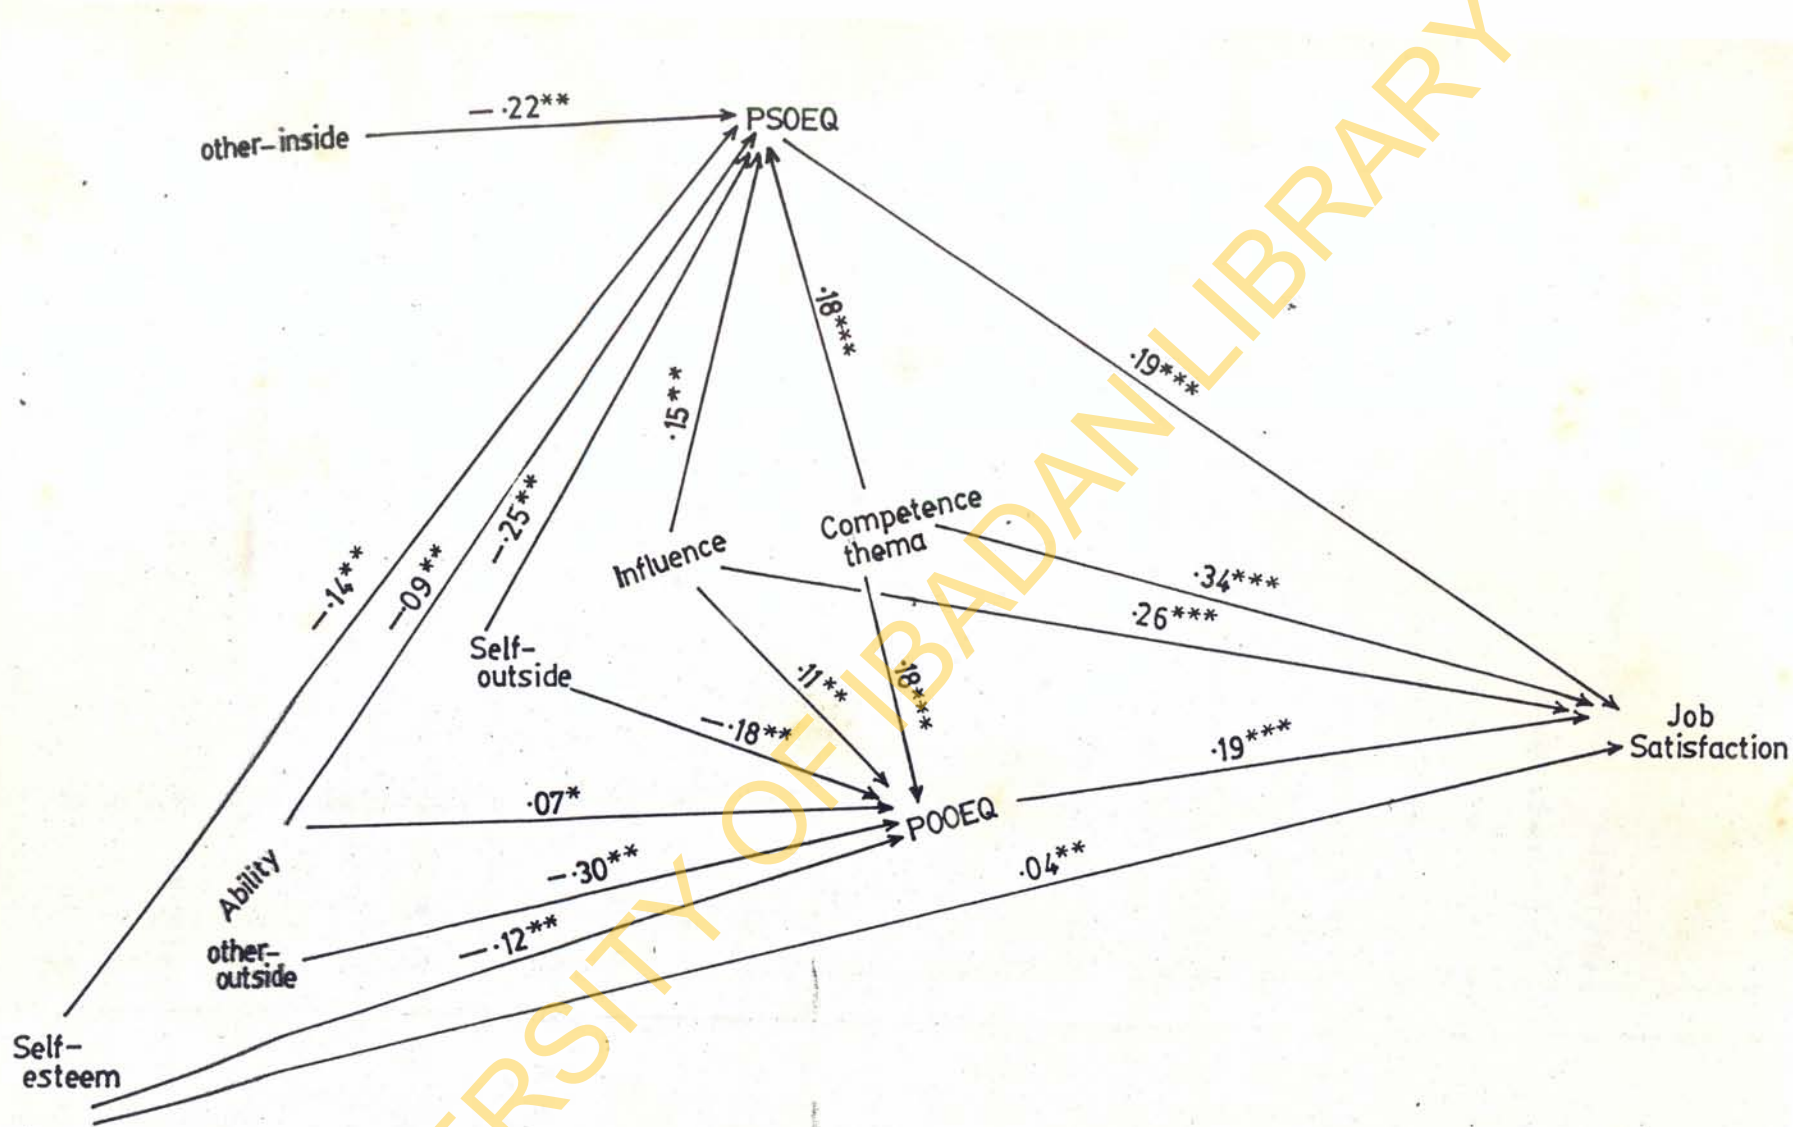 —·22**
PSOEQ
other-inside
·18***
·19***
·15**
—·25**
Competence
thema
Influence
—·14**
—·09**
·34***
·26***
Self-
outside
·11**
·18***
—·18**
Job
Satisfaction
·19***
·07*
POOEQ
—·30**
·04**
Ability
—·12**
other-
outside
Self-
esteem
ERSITY OF IBADAN LIBRARY